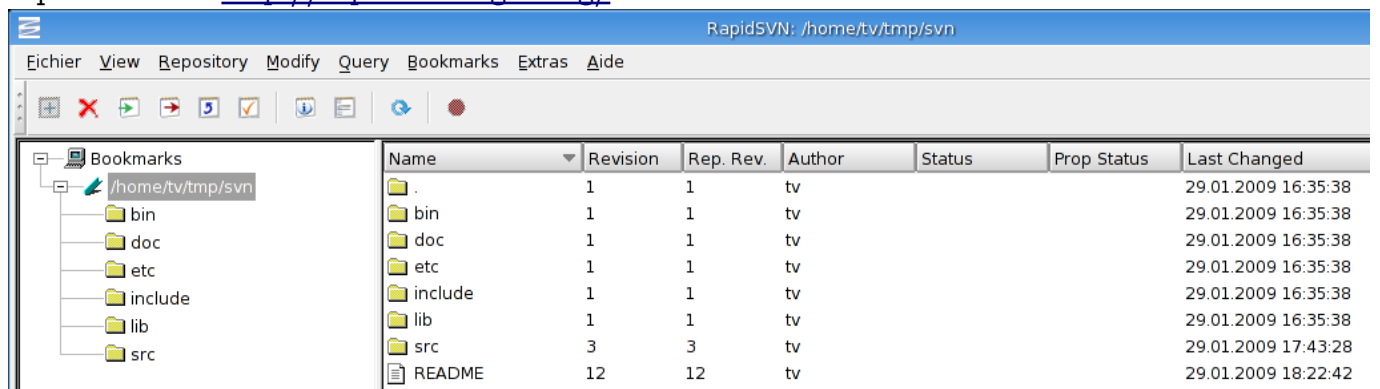 RapidSVN: /home/tv/tmp/svn
Eichier View Repository Modify Query Bookmarks Extras Aide
Bookmarks
/home/tv/tmp/svn
bin
doc
etc
include
lib
src
Name Revision Rep. Rev. Author Status Prop Status Last Changed
. 1 1 tv 29.01.2009 16:35:38
bin 1 1 tv 29.01.2009 16:35:38
doc 1 1 tv 29.01.2009 16:35:38
etc 1 1 tv 29.01.2009 16:35:38
include 1 1 tv 29.01.2009 16:35:38
lib 1 1 tv 29.01.2009 16:35:38
src 3 3 tv 29.01.2009 17:43:28
README 12 12 tv 29.01.2009 18:22:42